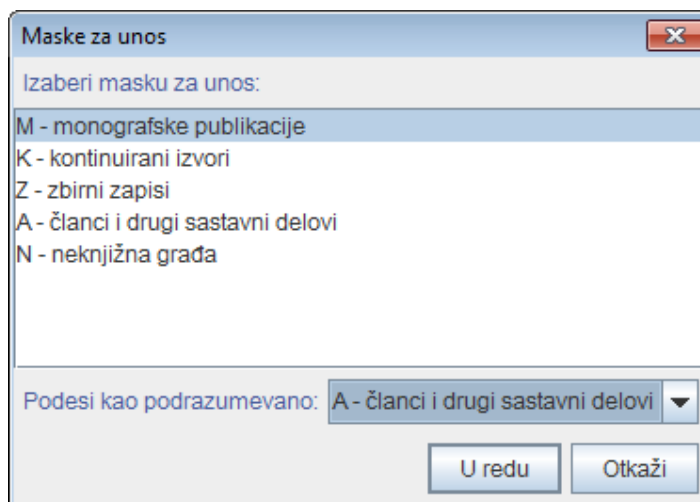 Maske za unos
Izaberi masku za unos:
M - monografske publikacije
K - kontinuirani izvori
Z - zbirni zapisi
A - članci i drugi sastavni delovi
N - neknjižna građa
Podesi kao podrazumevano: A - članci i drugi sastavni delovi
U redu Otkaži